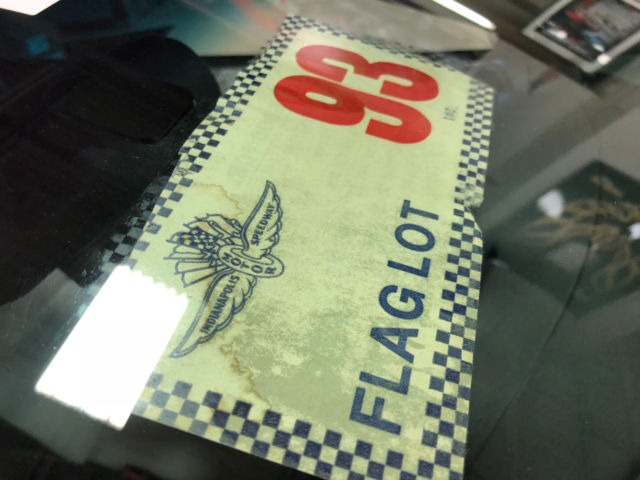 93
INDIANAPOLIS
MOTOR
SPEEDWAY
FLAG LOT